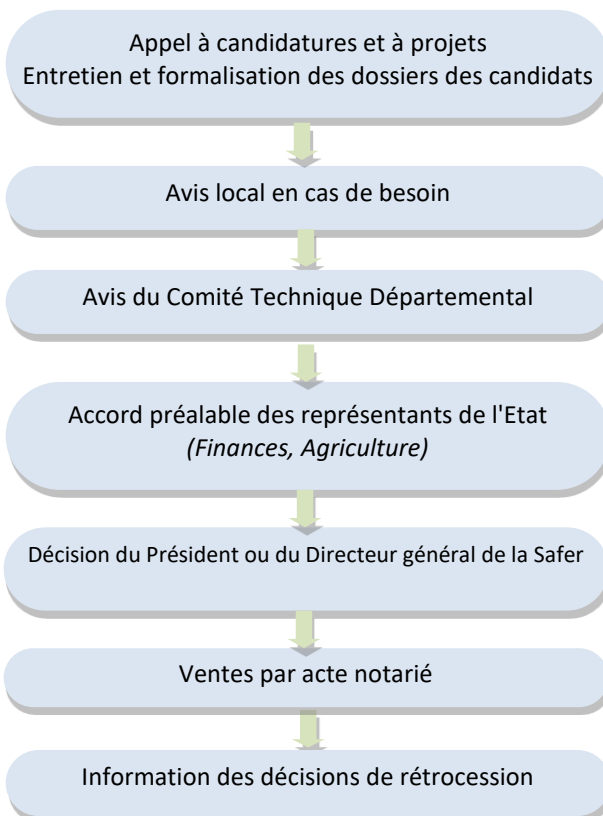 Appel à candidatures et à projets
Entretien et formalisation des dossiers des candidats
Avis local en cas de besoin
Avis du Comité Technique Départemental
Accord préalable des représentants de l'Etat
(Finances, Agriculture)
Décision du Président ou du Directeur général de la Safer
Ventes par acte notarié
Information des décisions de rétrocession